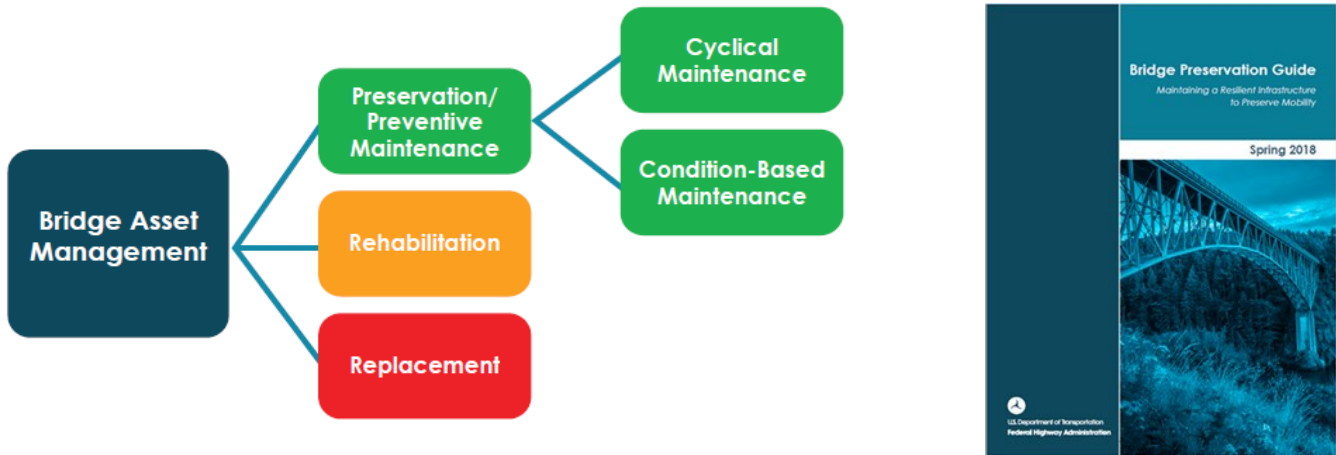 Bridge Asset
Management
Preservation/
Preventive
Maintenance
Rehabilitation
Replacement
Cyclical
Maintenance
Condition-Based
Maintenance
Bridge Preservation Guide
Maintaining a Resilient Infrastructure
to Preserve Mobility
Spring 2018
U.S. Department of Transportation
Federal Highway Administration